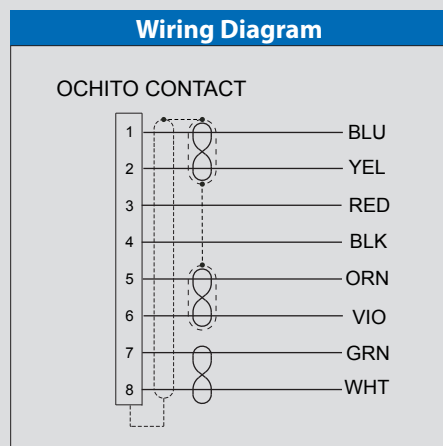 Wiring Diagram
OCHITO CONTACT
1 BLU
2 YEL
3 RED
4 BLK
5 ORN
6 VIO
7 GRN
8 WHT